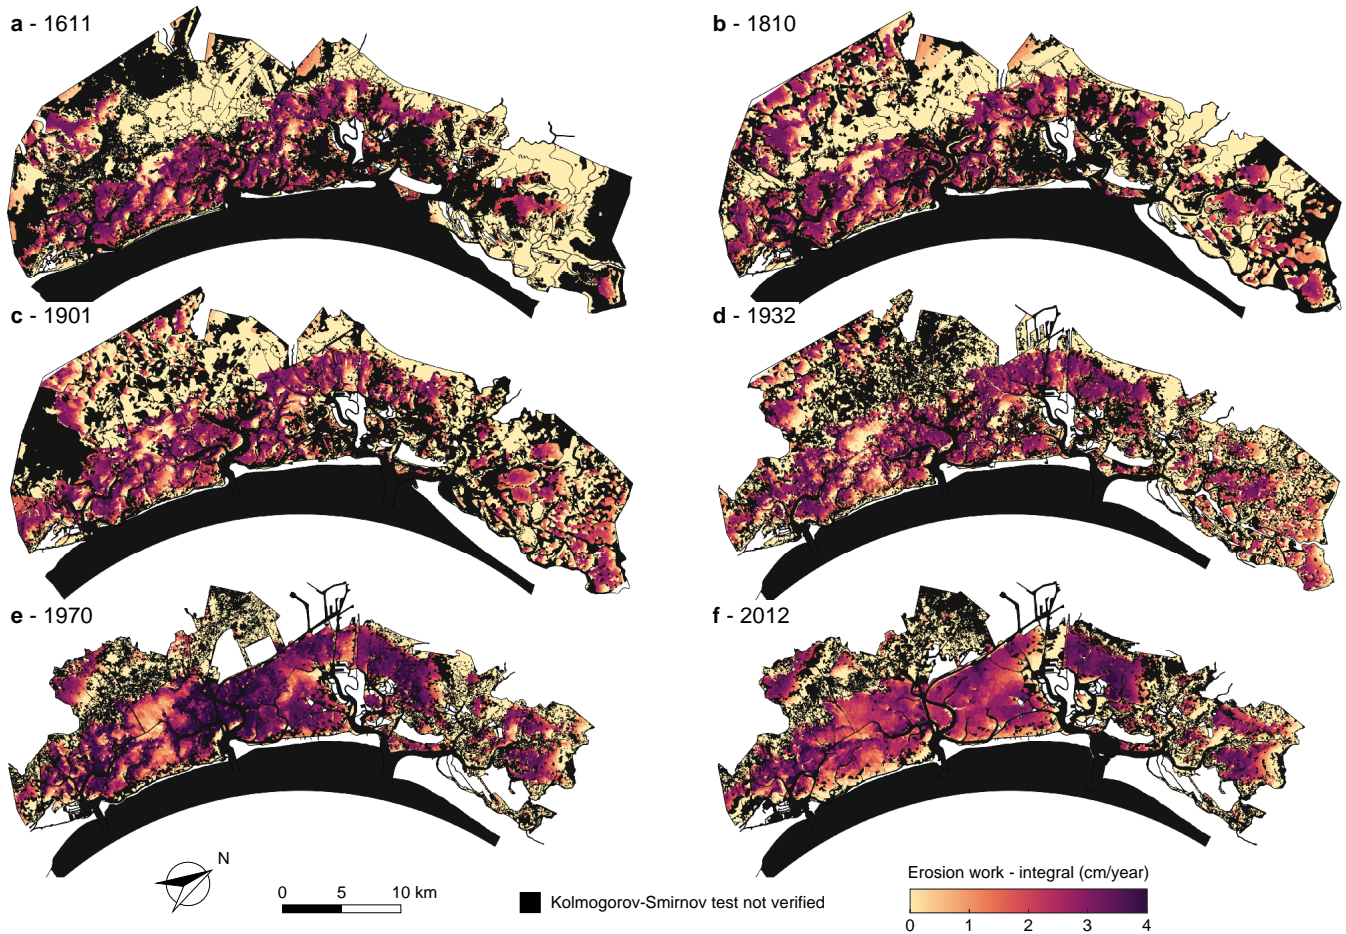 a - 1611
b - 1810
c - 1901
d - 1932
e - 1970
f - 2012
N
0 5 10 km
Kolmogorov-Smirnov test not verified
Erosion work - integral (cm/year)
0 1 2 3 4